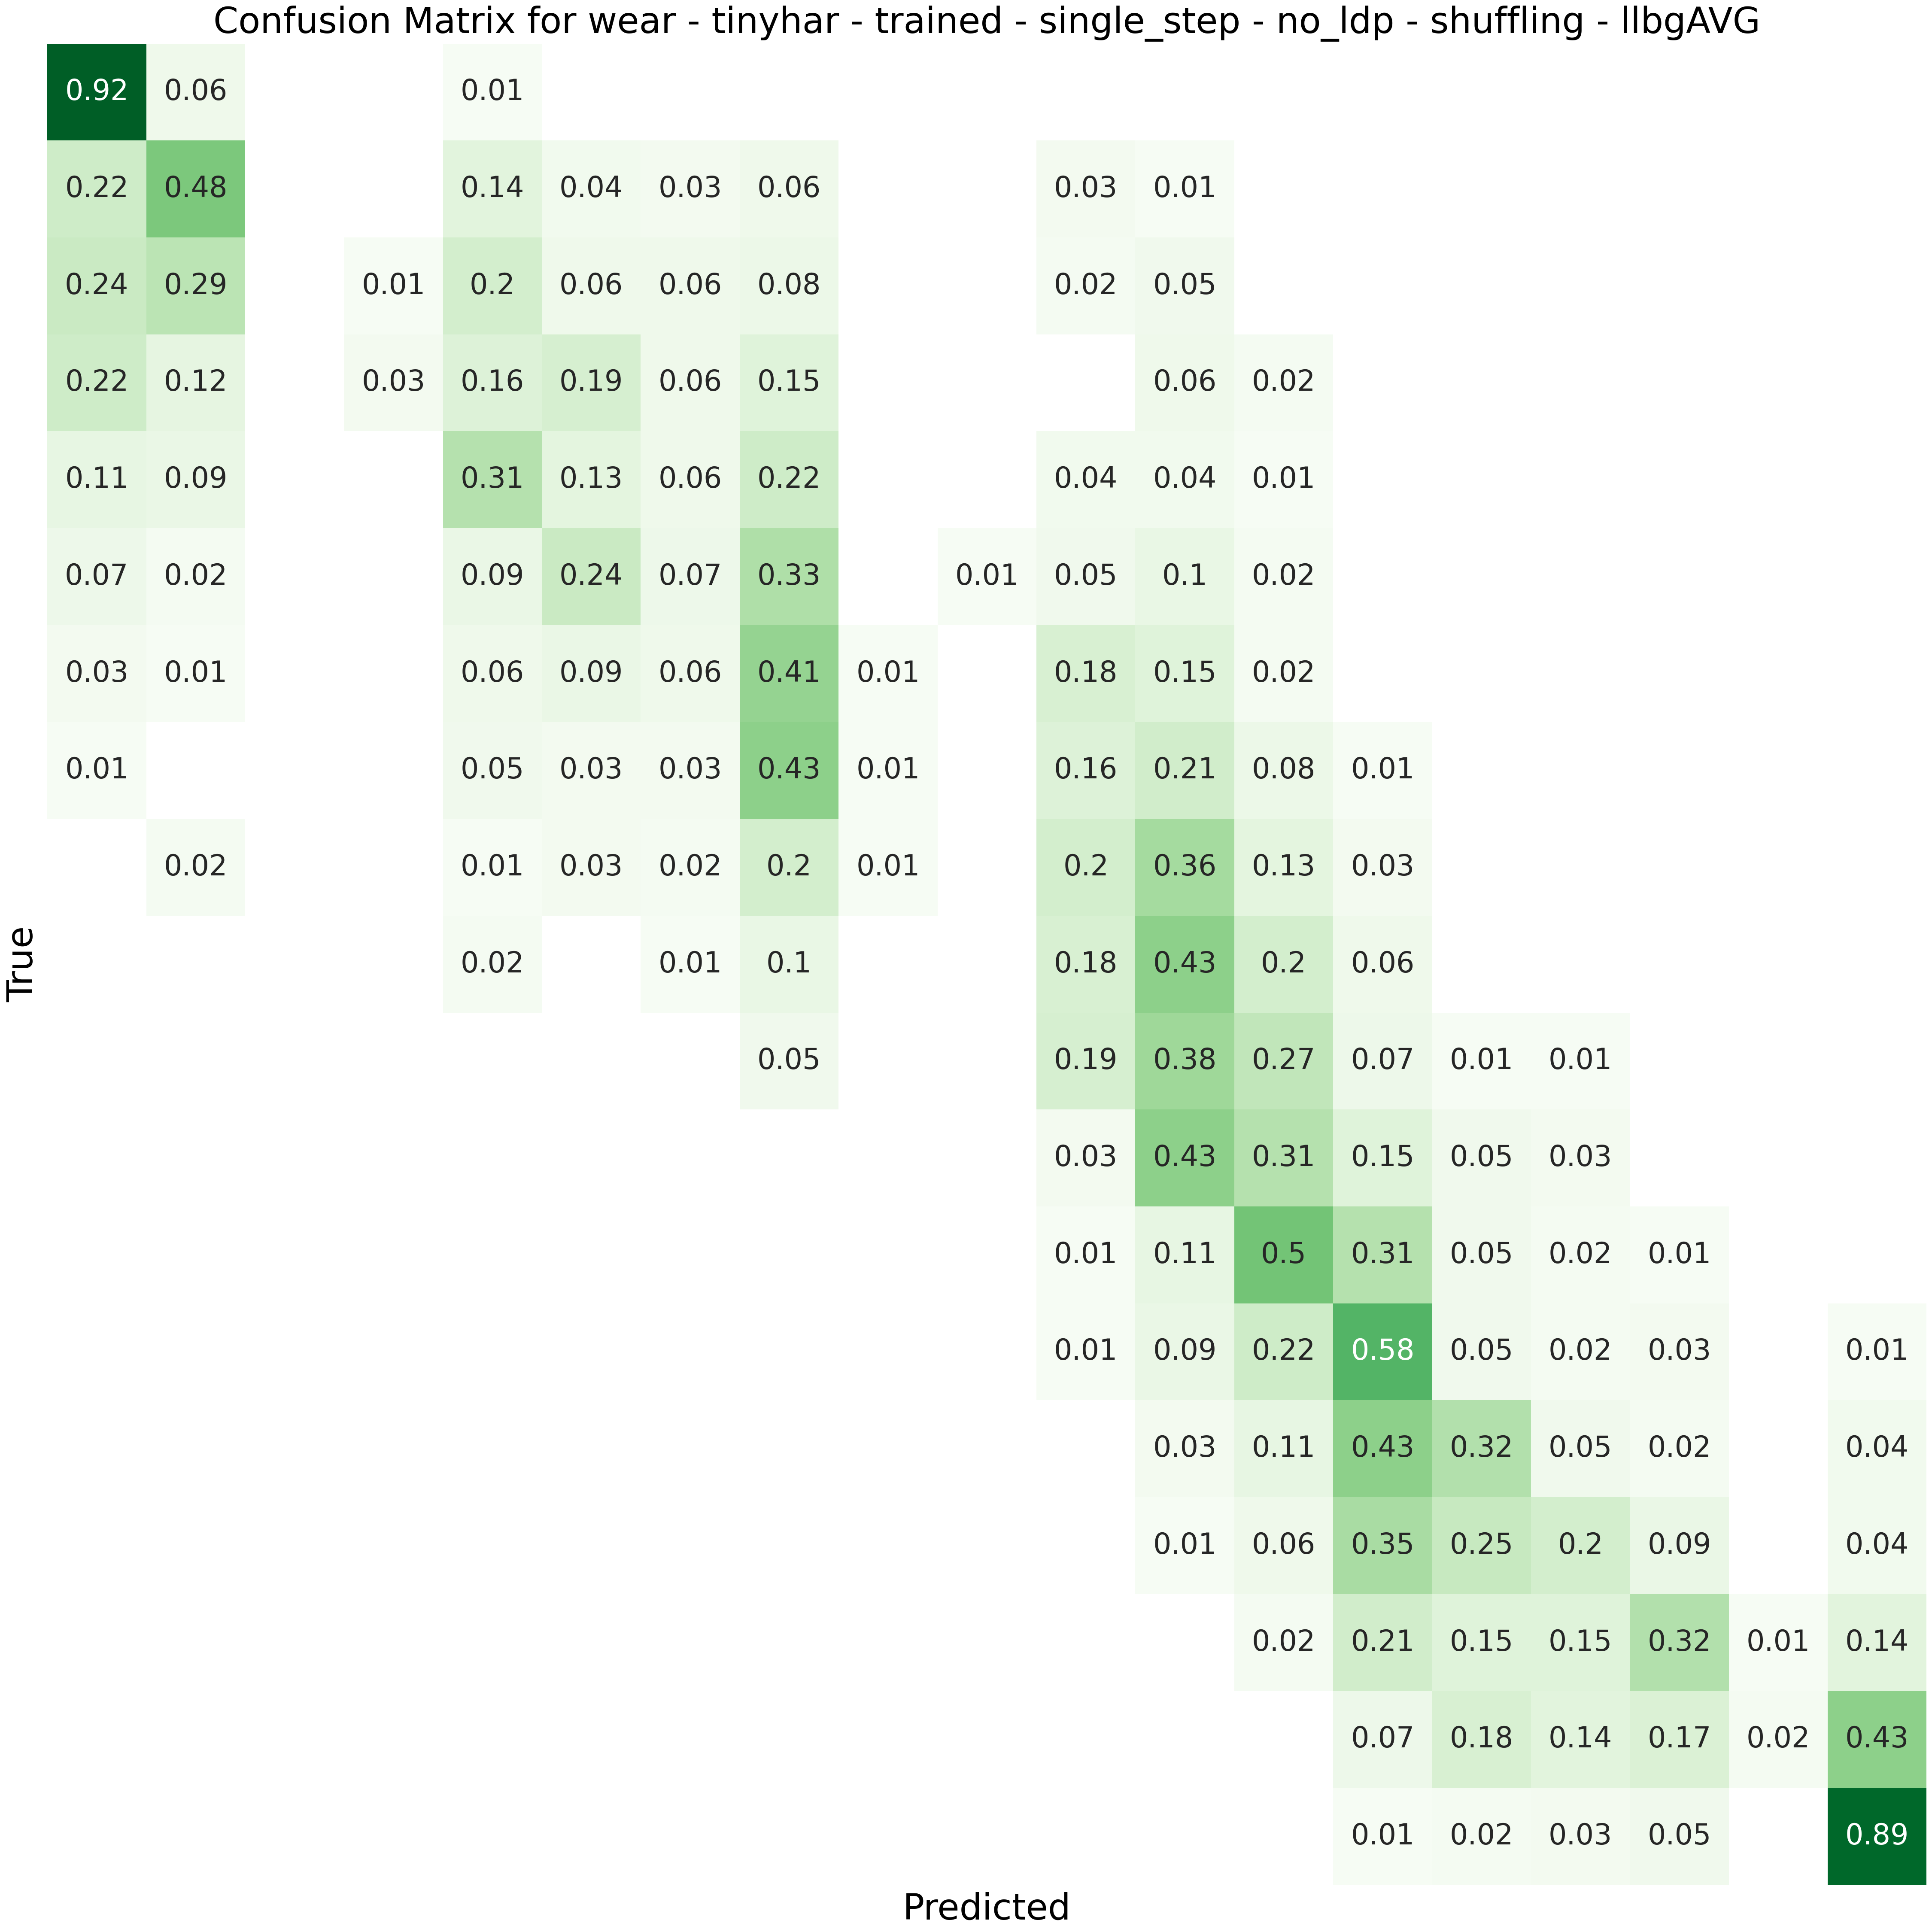 Confusion Matrix for wear - tinyhar - trained - single_step - no_ldp - shuffling - llbgAVG
0.92 0.06 0.01
0.22 0.48 0.14 0.04 0.03 0.06 0.03 0.01
0.24 0.29 0.01 0.2 0.06 0.06 0.08 0.02 0.05
0.22 0.12 0.03 0.16 0.19 0.06 0.15 0.06 0.02
0.11 0.09 0.31 0.13 0.06 0.22 0.04 0.04 0.01
0.07 0.02 0.09 0.24 0.07 0.33 0.01 0.05 0.1 0.02
0.03 0.01 0.06 0.09 0.06 0.41 0.01 0.18 0.15 0.02
0.01 0.05 0.03 0.03 0.43 0.01 0.16 0.21 0.08 0.01
0.02 0.01 0.03 0.02 0.2 0.01 0.2 0.36 0.13 0.03
True
0.02 0.01 0.1 0.18 0.43 0.2 0.06
0.05 0.19 0.38 0.27 0.07 0.01 0.01
0.03 0.43 0.31 0.15 0.05 0.03
0.01 0.11 0.5 0.31 0.05 0.02 0.01
0.01 0.09 0.22 0.58 0.05 0.02 0.03 0.01
0.03 0.11 0.43 0.32 0.05 0.02 0.04
0.01 0.06 0.35 0.25 0.2 0.09 0.04
0.02 0.21 0.15 0.15 0.32 0.01 0.14
0.07 0.18 0.14 0.17 0.02 0.43
0.01 0.02 0.03 0.05 0.89
Predicted